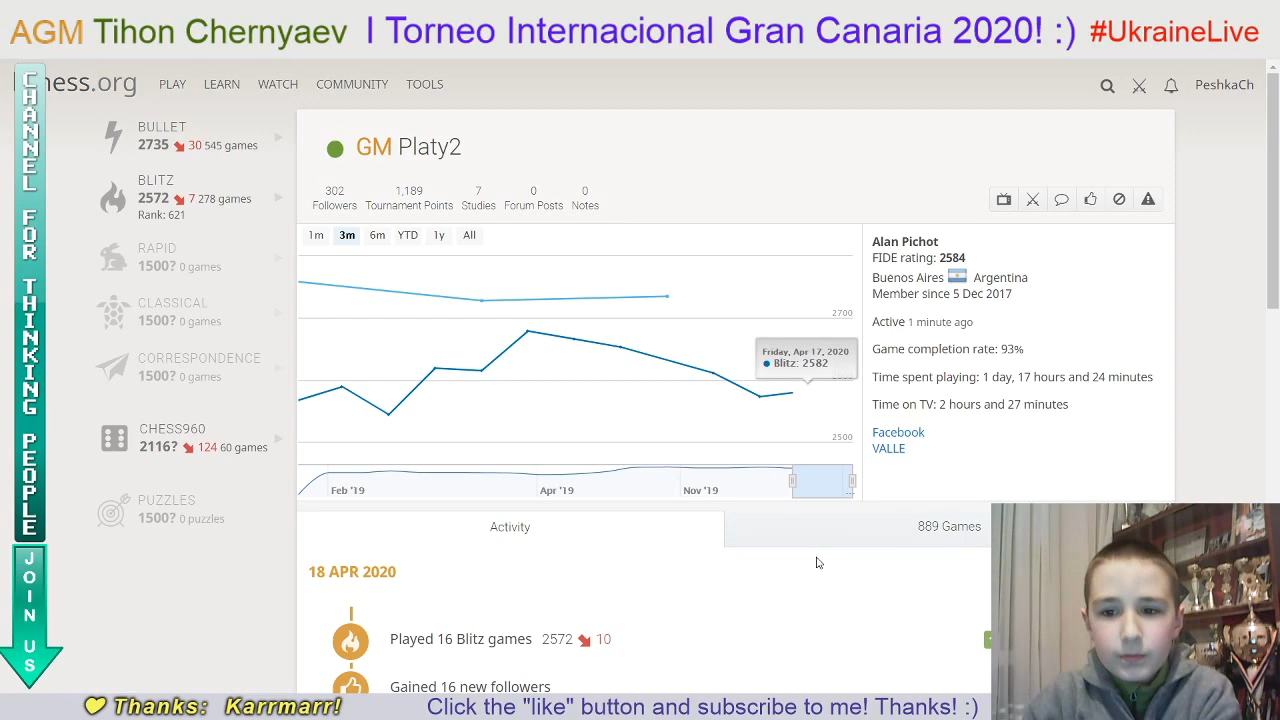 AGM Tihon Chernyaev I Torneo Internacional Gran Canaria 2020! :) #UkraineLive
CHANNEL FOR THINKING PEOPLE
JOIN US
hess.org PLAY LEARN WATCH COMMUNITY TOOLS PeshkaCh
BULLET
2735 30 545 games
BLITZ
2572 7 278 games
Rank: 621
RAPID
1500? 0 games
CLASSICAL
1500? 0 games
CORRESPONDENCE
1500? 0 games
CHESS960
2116? 124 60 games
PUZZLES
1500? 0 puzzles
GM Platy2
302 1,189 7 0 0
Followers Tournament Points Studies Forum Posts Notes
1m 3m 6m YTD 1y All
2700
Friday, Apr 17, 2020
Blitz: 2582
2500
Feb '19 Apr '19 Nov '19 ...
Alan Pichot
FIDE rating: 2584
Buenos Aires Argentina
Member since 5 Dec 2017
Active 1 minute ago
Game completion rate: 93%
Time spent playing: 1 day, 17 hours and 24 minutes
Time on TV: 2 hours and 27 minutes
Facebook
VALLE
Activity 889 Games
18 APR 2020
Played 16 Blitz games 2572 10
Gained 16 new followers
Thanks: Karrmarr! Click the "like" button and subscribe to me! Thanks! :)